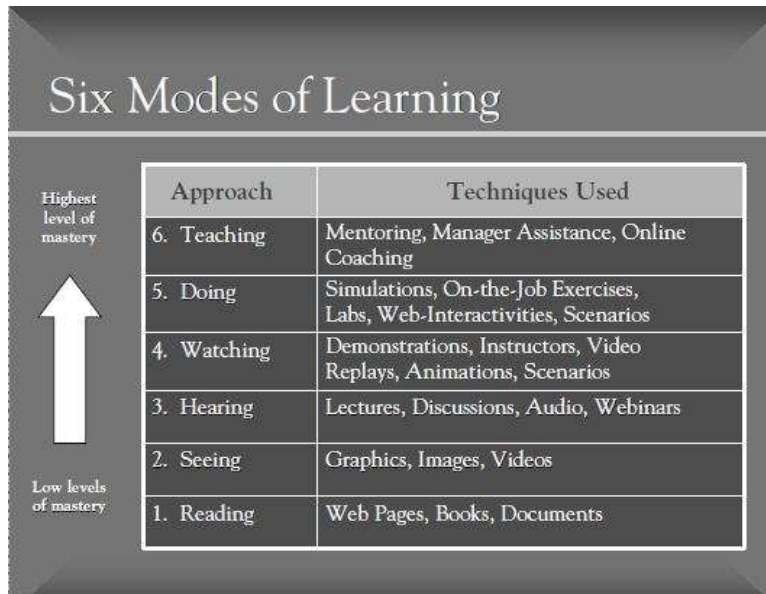 Six Modes of Learning
Highest
level of
mastery
Low levels
of mastery
Approach Techniques Used
6. Teaching Mentoring, Manager Assistance, Online
Coaching
5. Doing Simulations, On-the-Job Exercises,
Labs, Web-Interactivities, Scenarios
4. Watching Demonstrations, Instructors, Video
Replays, Animations, Scenarios
3. Hearing Lectures, Discussions, Audio, Webinars
2. Seeing Graphics, Images, Videos
1. Reading Web Pages, Books, Documents